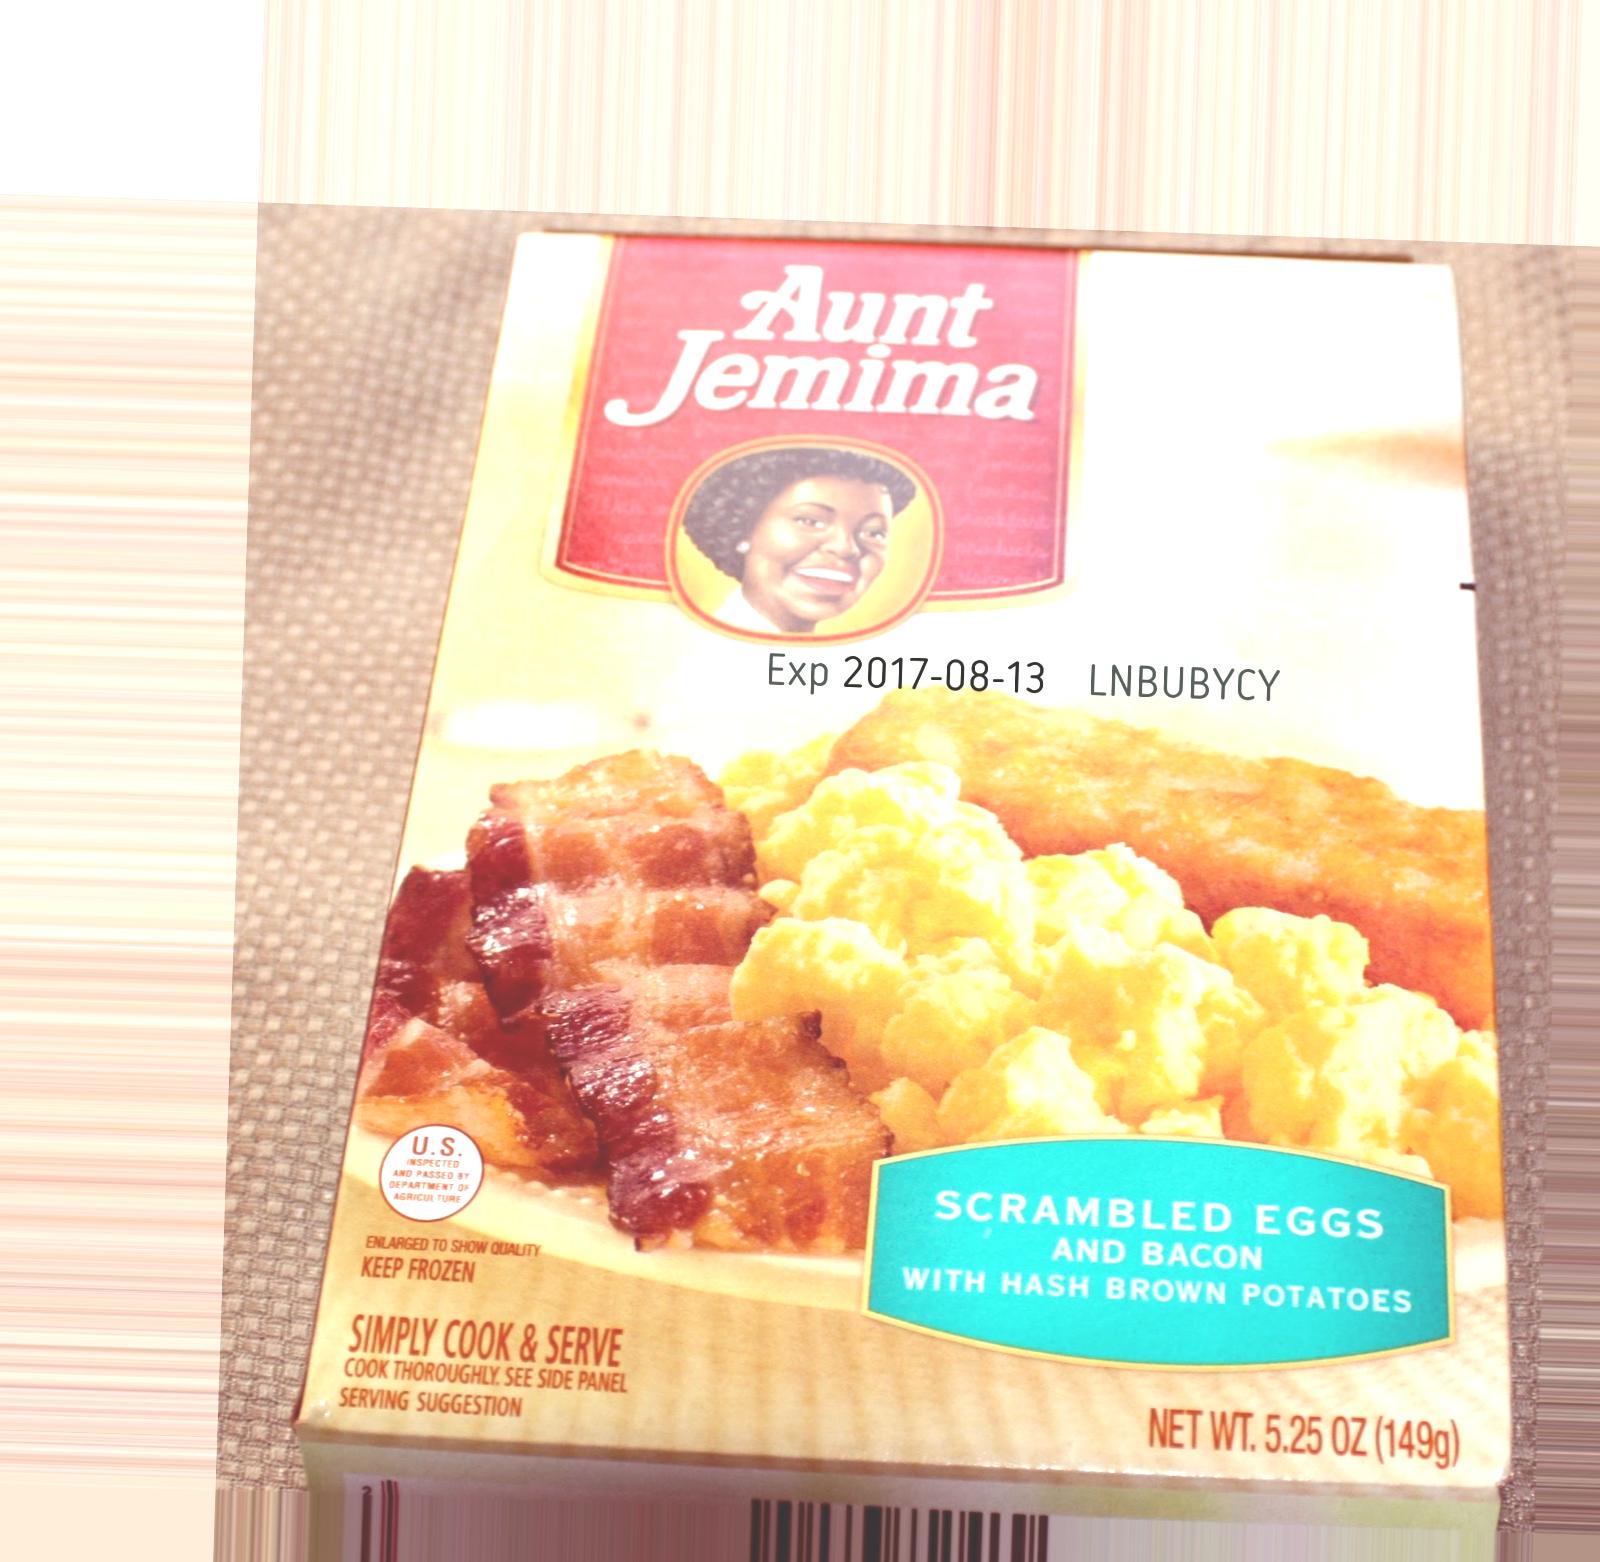 Aunt
Jemima
Exp 2017-08-13 LNBUBYCY
U.S.
INSPECTED
AND PASSED BY
DEPARTMENT OF
AGRICULTURE
ENLARGED TO SHOW QUALITY
KEEP FROZEN
SCRAMBLED EGGS
AND BACON
WITH HASH BROWN POTATOES
SIMPLY COOK & SERVE
COOK THOROUGHLY. SEE SIDE PANEL
SERVING SUGGESTION
NET WT. 5.25 OZ (149g)
2